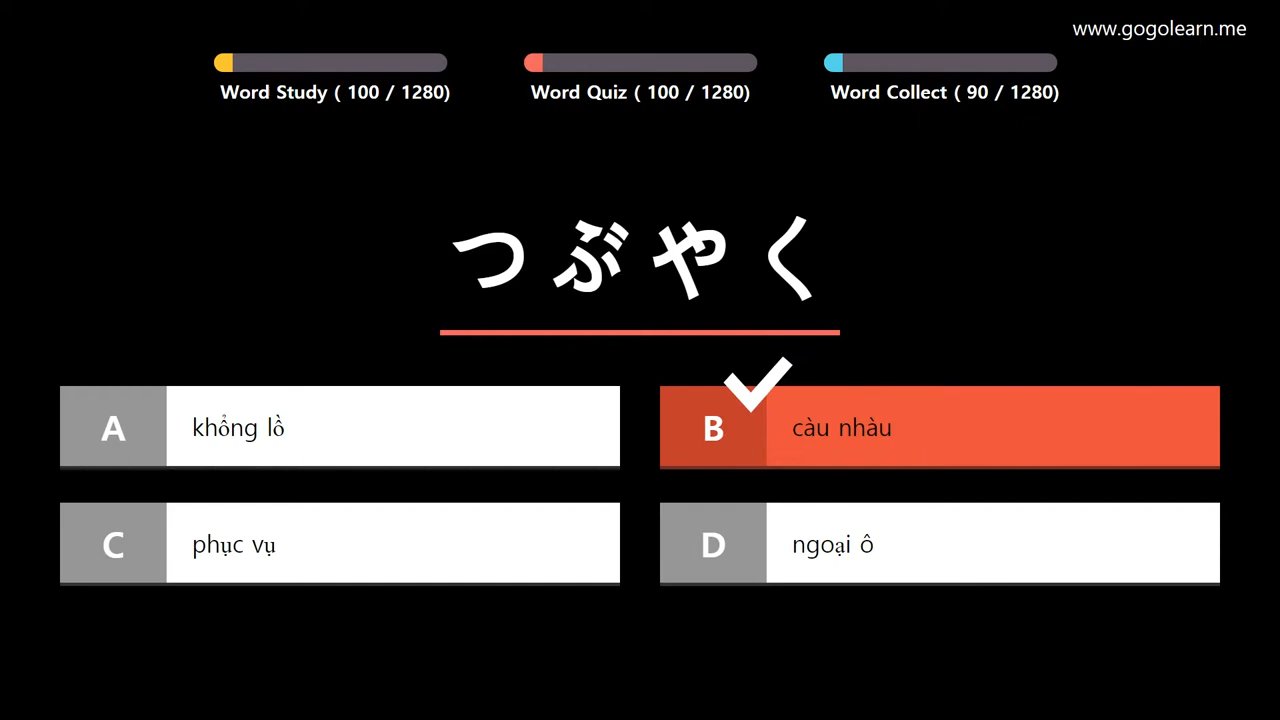 www.gogolearn.me
Word Study ( 100 / 1280)
Word Quiz ( 100 / 1280)
Word Collect ( 90 / 1280)
つぶやく
A khổng lồ
B càu nhàu
C phục vụ
D ngoại ô